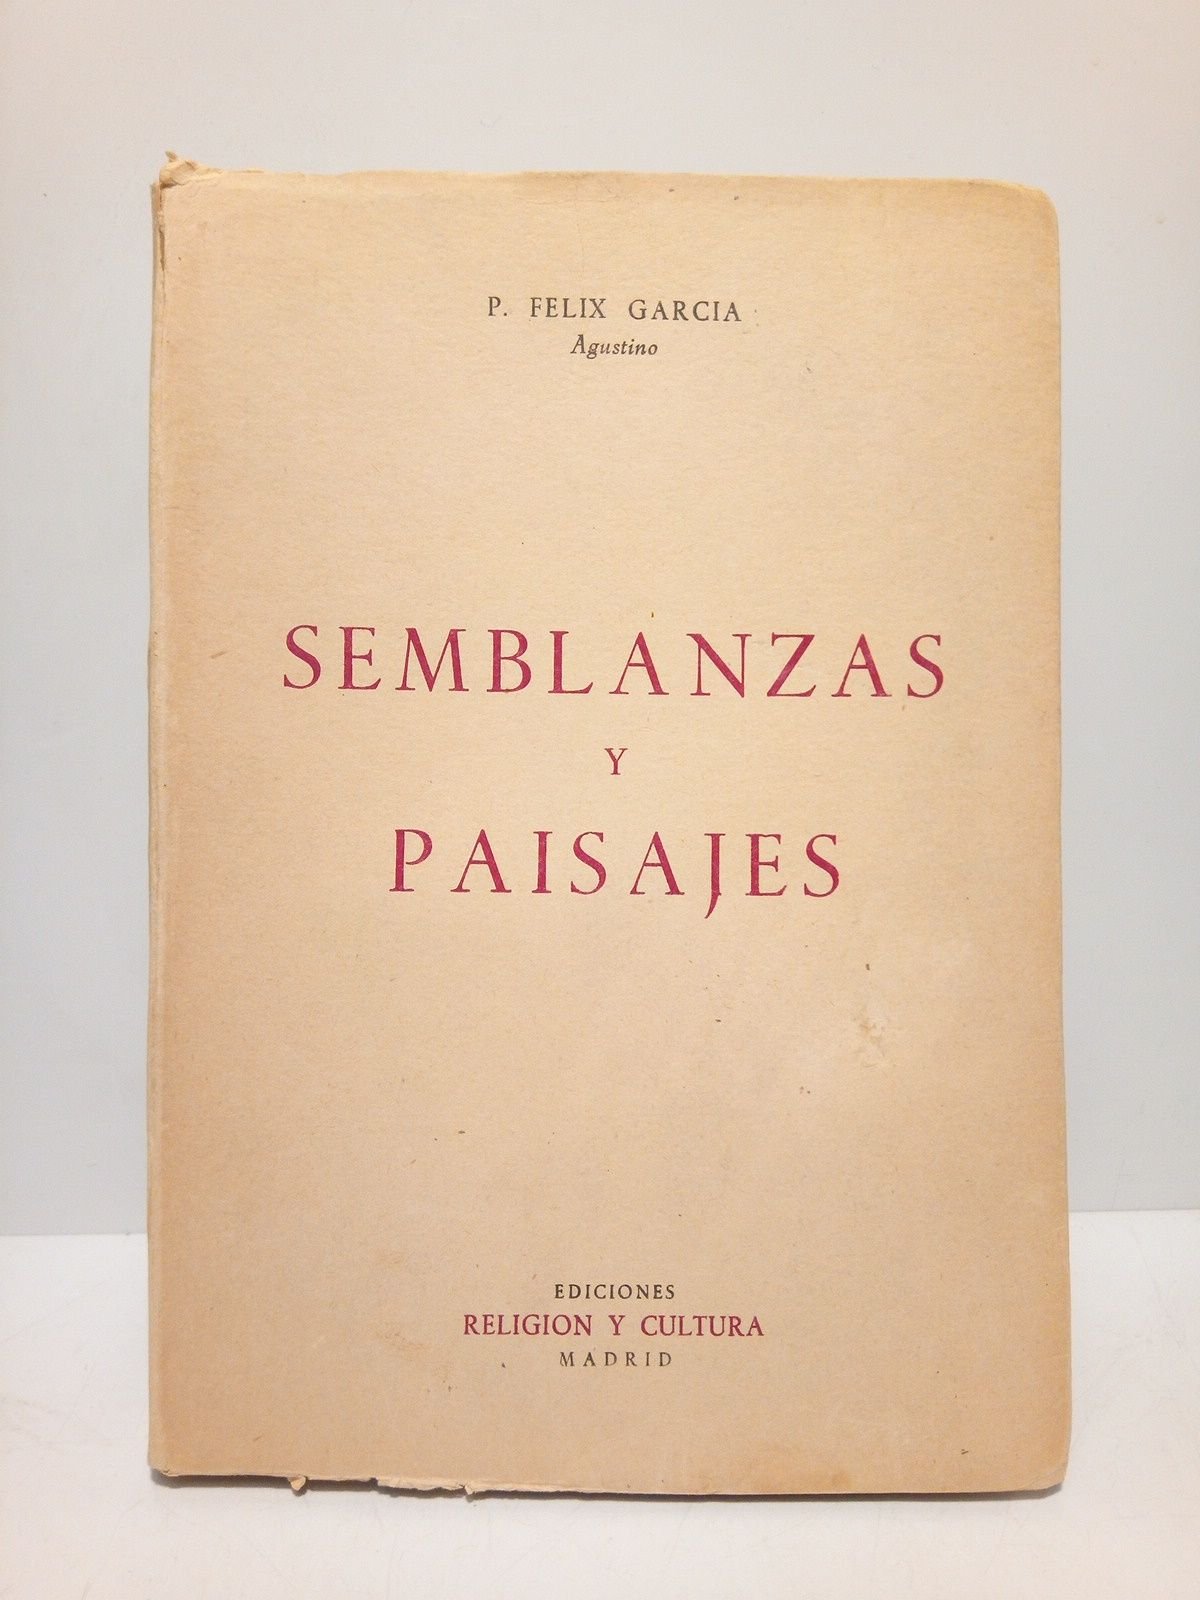 P. FELIX GARCIA
Agustino
SEMBLANZAS
Y
PAISAJES
EDICIONES
RELIGION Y CULTURA
MADRID